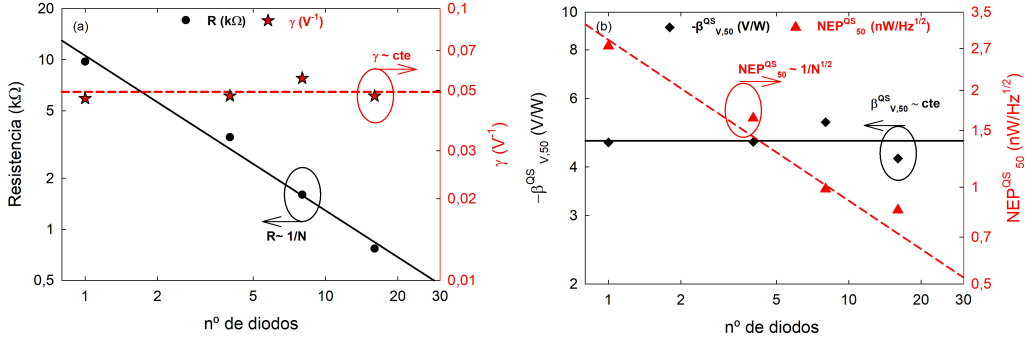 (a)
R (kΩ)
γ (V⁻¹)
20
10
5
2
1
0,5
Resistencia (kΩ)
γ ~ cte
R~ 1/N
0,1
0,06
0,05
0,03
0,02
0,01
γ (V⁻¹)
1
2
5
10
20
30
nº de diodos
(b)
-β^QS_V,50 (V/W)
NEP^QS_50 (nW/Hz^1/2)
10
8
6
4
3
2
-β^QS_V,50 (V/W)
NEP^QS_50 ~ 1/N^1/2
β^QS_V,50 ~ cte
3,5
2,7
2
1,5
1
0,7
0,5
NEP^QS_50 (nW/Hz^1/2)
1
2
5
10
20
30
nº de diodos